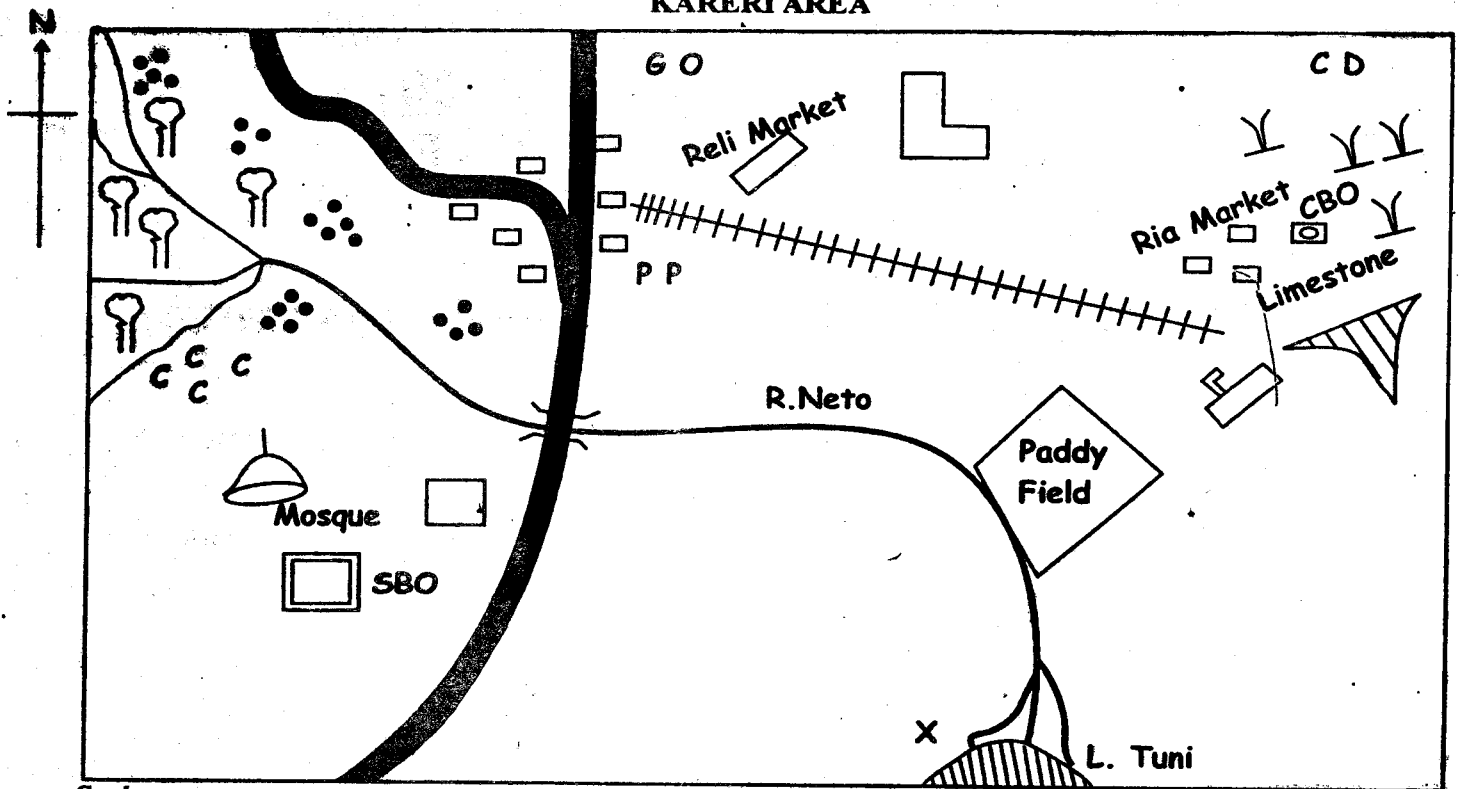 KARERI AREA
N
G O
C D
Reli Market
Ria Market
CBO
P P
Limestone
R.Neto
C
C
C
C
Paddy
Field
Mosque
SBO
X
L. Tuni